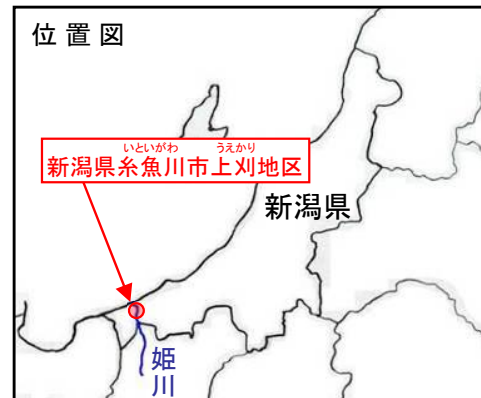 位置図
いといがわ うえかり
新潟県糸魚川市上刈地区
新潟県
姫川